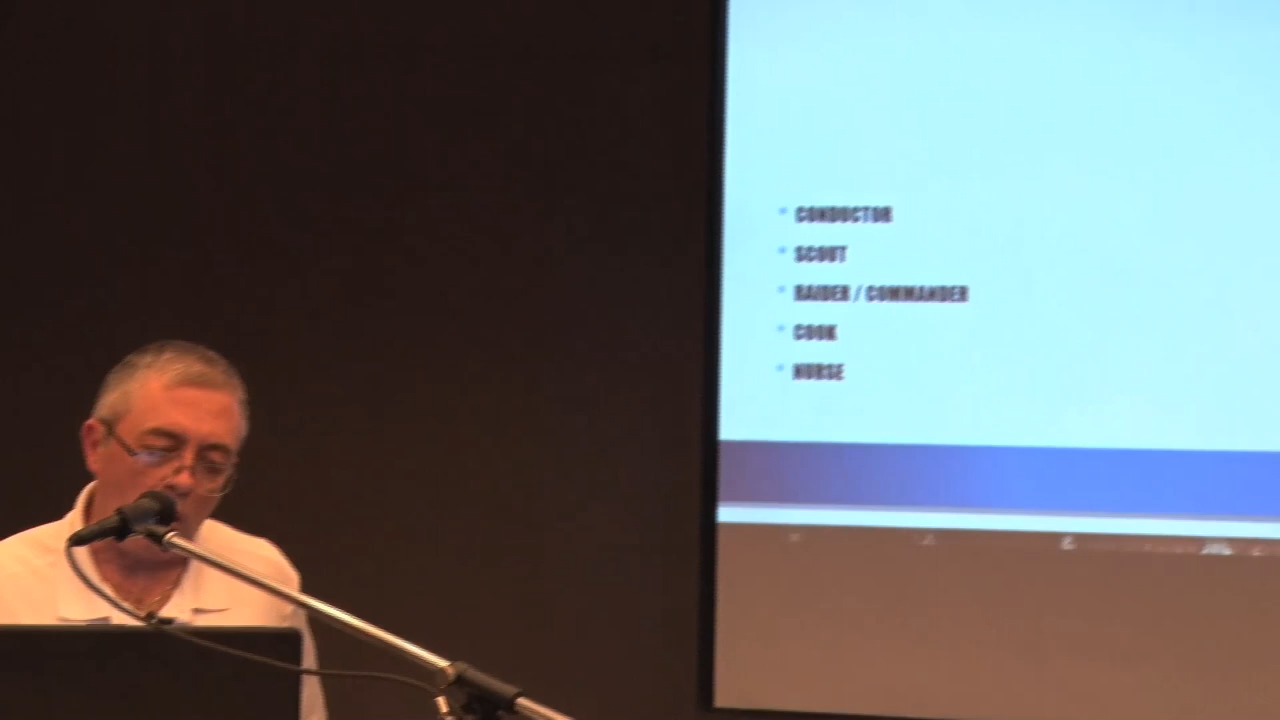 CONDUCTOR
SCOUT
RAIDER / COMMANDER
COOK
NURSE